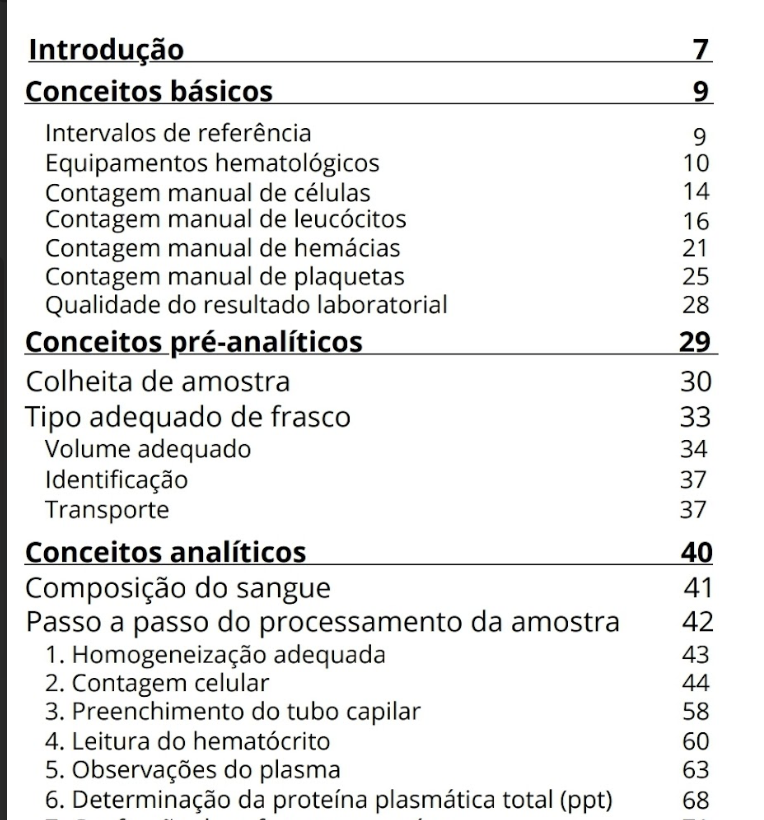 Introdução 7
Conceitos básicos 9
Intervalos de referência 9
Equipamentos hematológicos 10
Contagem manual de células 14
Contagem manual de leucócitos 16
Contagem manual de hemácias 21
Contagem manual de plaquetas 25
Qualidade do resultado laboratorial 28
Conceitos pré-analíticos 29
Colheita de amostra 30
Tipo adequado de frasco 33
Volume adequado 34
Identificação 37
Transporte 37
Conceitos analíticos 40
Composição do sangue 41
Passo a passo do processamento da amostra 42
1. Homogeneização adequada 43
2. Contagem celular 44
3. Preenchimento do tubo capilar 58
4. Leitura do hematócrito 60
5. Observações do plasma 63
6. Determinação da proteína plasmática total (ppt) 68